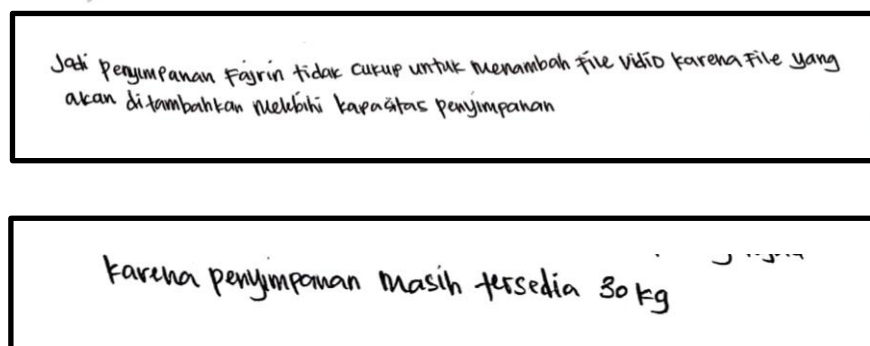 Jadi penyimpanan Fajrin tidak cukup untuk menambah file vidio karena file yang
akan ditambahkan melebihi kapasitas penyimpanan
karena penyimpanan masih tersedia 30 kg